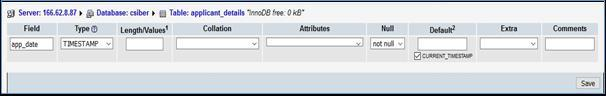 Server: 166.62.8.87 Database: csiber Table: applicant_details "InnoDB free: 0 kB"
Field Type Length/Values1 Collation Attributes Null Default2 Extra Comments
app_date TIMESTAMP not null
CURRENT_TIMESTAMP
Save